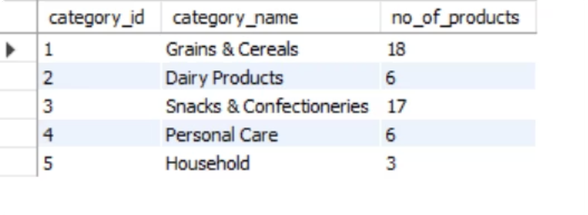 category_id category_name no_of_products
1 Grains & Cereals 18
2 Dairy Products 6
3 Snacks & Confectioneries 17
4 Personal Care 6
5 Household 3